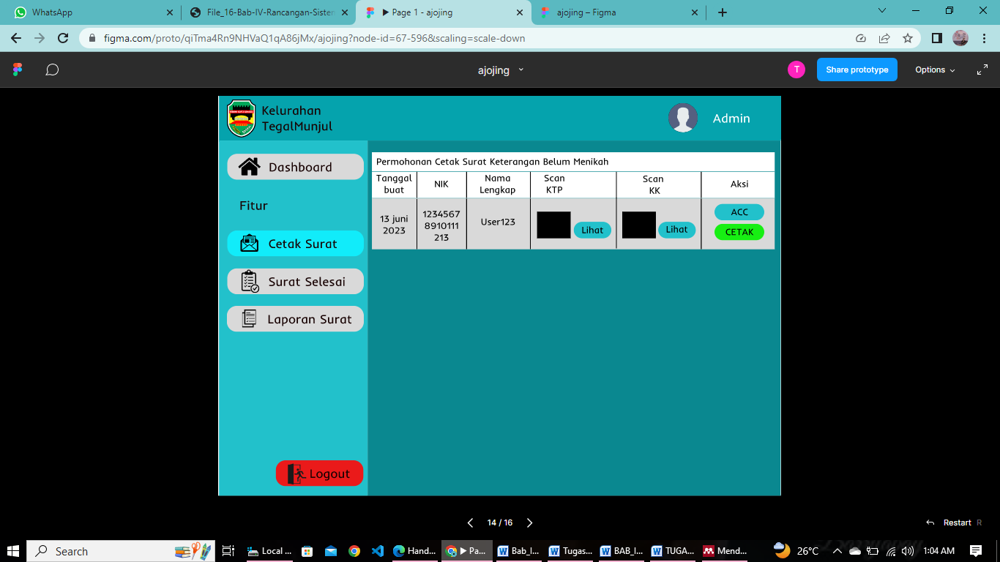 WhatsApp
File_16-Bab-IV-Rancangan-Sister
Page 1 - ajojing
ajojing – Figma
figma.com/proto/qiTma4Rn9NHVaQ1qA86jMx/ajojing?node-id=67-596&scaling=scale-down
ajojing
T
Share prototype
Options
Kelurahan
TegalMunjul
Admin
Dashboard
Fitur
Cetak Surat
Surat Selesai
Laporan Surat
Logout
Permohonan Cetak Surat Keterangan Belum Menikah
Tanggal
buat
NIK
Nama
Lengkap
Scan
KTP
Scan
KK
Aksi
13 juni
2023
1234567
8910111
213
User123
Lihat
Lihat
ACC
CETAK
14 / 16
Restart R
Search
Local ...
Hand...
Pa...
Bab_I...
Tugas...
BAB_I...
TUGA...
Mend...
26°C
1:04 AM